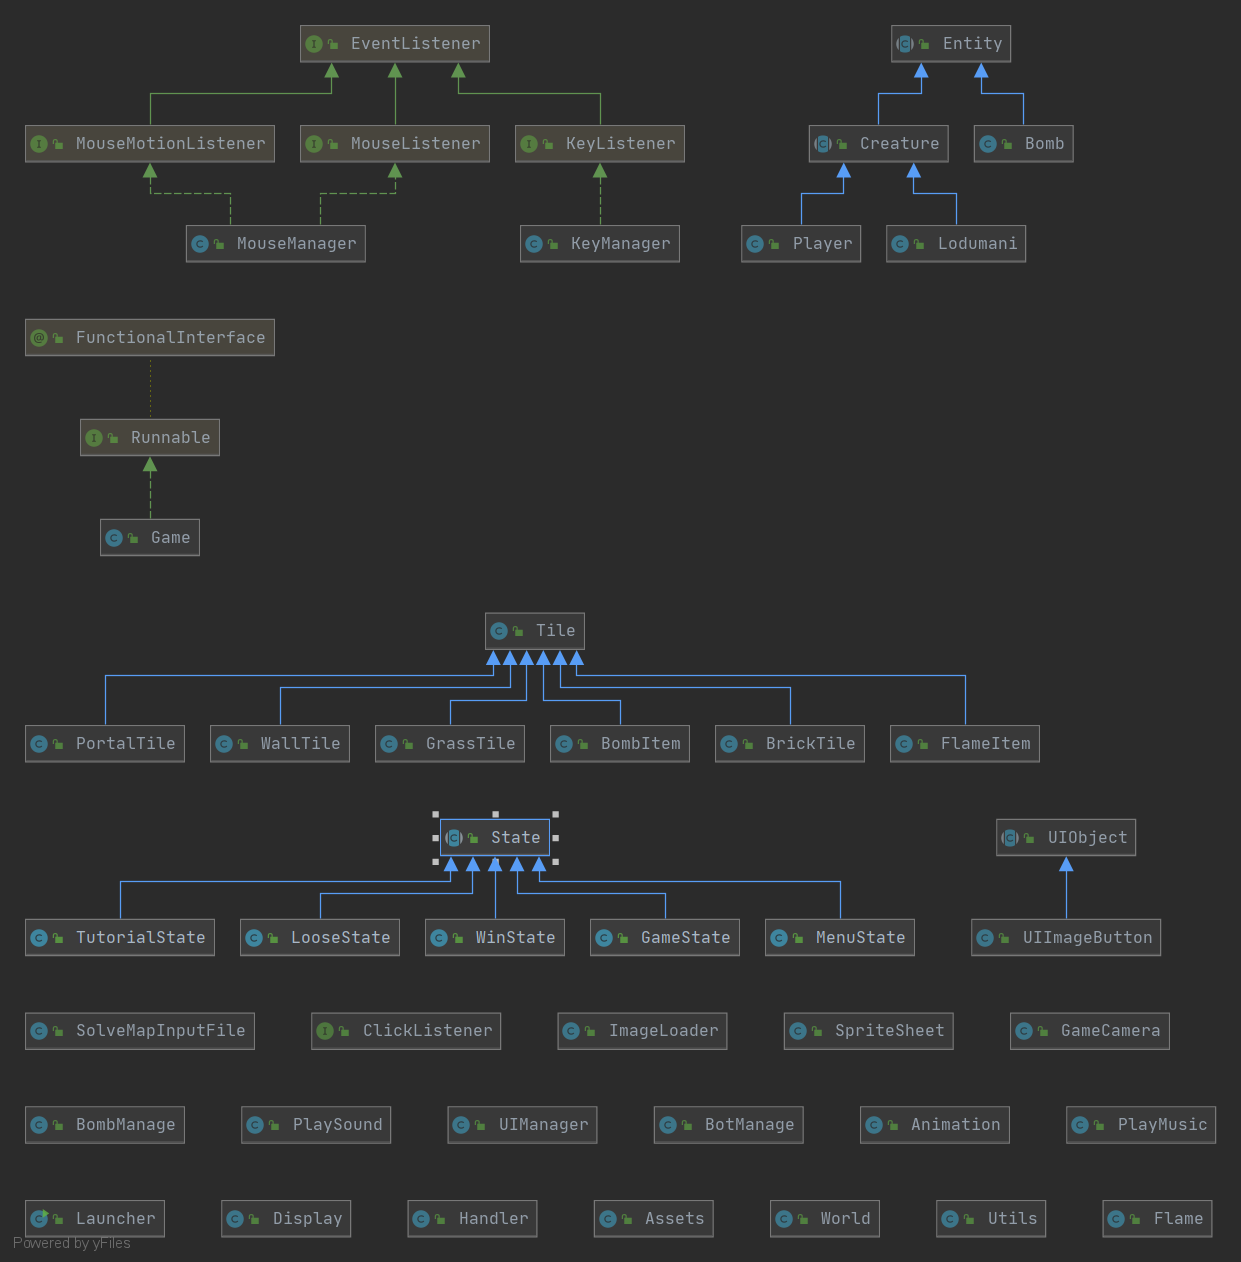 EventListener
Entity
MouseMotionListener
MouseListener
KeyListener
Creature
Bomb
MouseManager
KeyManager
Player
Lodumani
FunctionalInterface
Runnable
Game
Tile
PortalTile
WallTile
GrassTile
BombItem
BrickTile
FlameItem
State
UIObject
TutorialState
LooseState
WinState
GameState
MenuState
UIImageButton
SolveMapInputFile
ClickListener
ImageLoader
SpriteSheet
GameCamera
BombManage
PlaySound
UIManager
BotManage
Animation
PlayMusic
Launcher
Display
Handler
Assets
World
Utils
Flame
Powered by yFiles